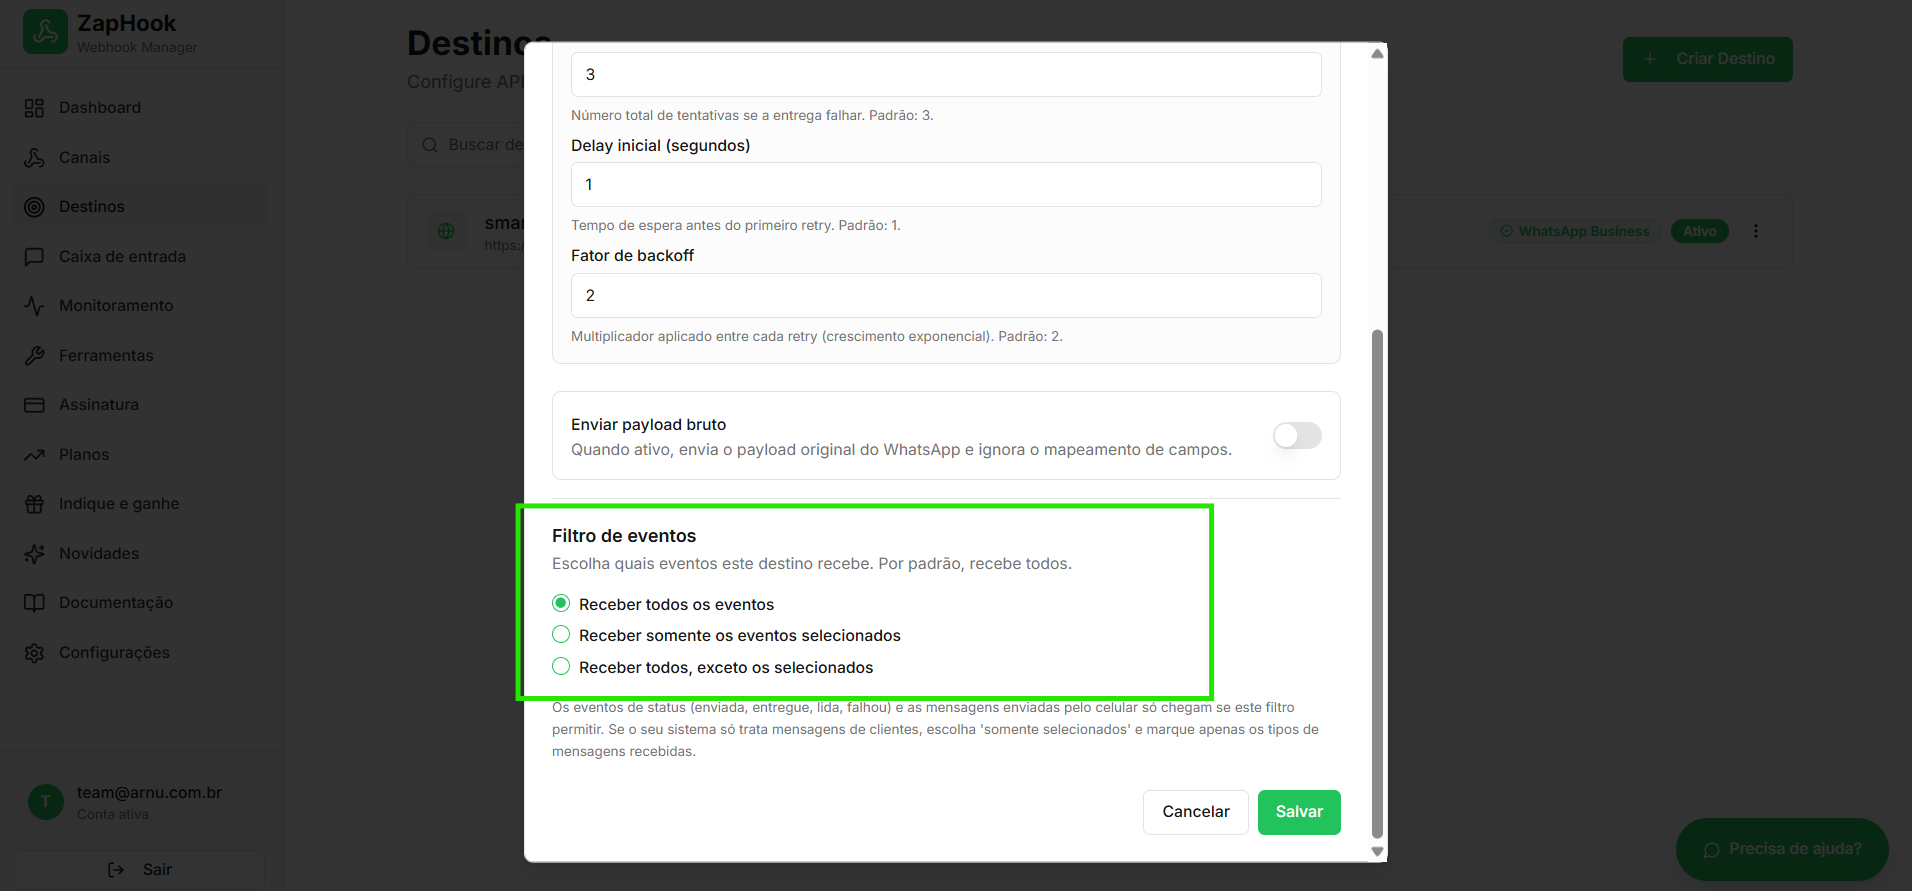 ZapHook
Webhook Manager
Dashboard
Canais
Destinos
Caixa de entrada
Monitoramento
Ferramentas
Assinatura
Planos
Indique e ganhe
Novidades
Documentação
Configurações
T
team@arnu.com.br
Conta ativa
Sair
Destinos
Configure API
Criar Destino
Buscar de
smar
https:/
WhatsApp Business
Ativo
3
Número total de tentativas se a entrega falhar. Padrão: 3.
Delay inicial (segundos)
1
Tempo de espera antes do primeiro retry. Padrão: 1.
Fator de backoff
2
Multiplicador aplicado entre cada retry (crescimento exponencial). Padrão: 2.
Enviar payload bruto
Quando ativo, envia o payload original do WhatsApp e ignora o mapeamento de campos.
Filtro de eventos
Escolha quais eventos este destino recebe. Por padrão, recebe todos.
Receber todos os eventos
Receber somente os eventos selecionados
Receber todos, exceto os selecionados
Os eventos de status (enviada, entregue, lida, falhou) e as mensagens enviadas pelo celular só chegam se este filtro
permitir. Se o seu sistema só trata mensagens de clientes, escolha 'somente selecionados' e marque apenas os tipos de
mensagens recebidas.
Cancelar
Salvar
Precisa de ajuda?